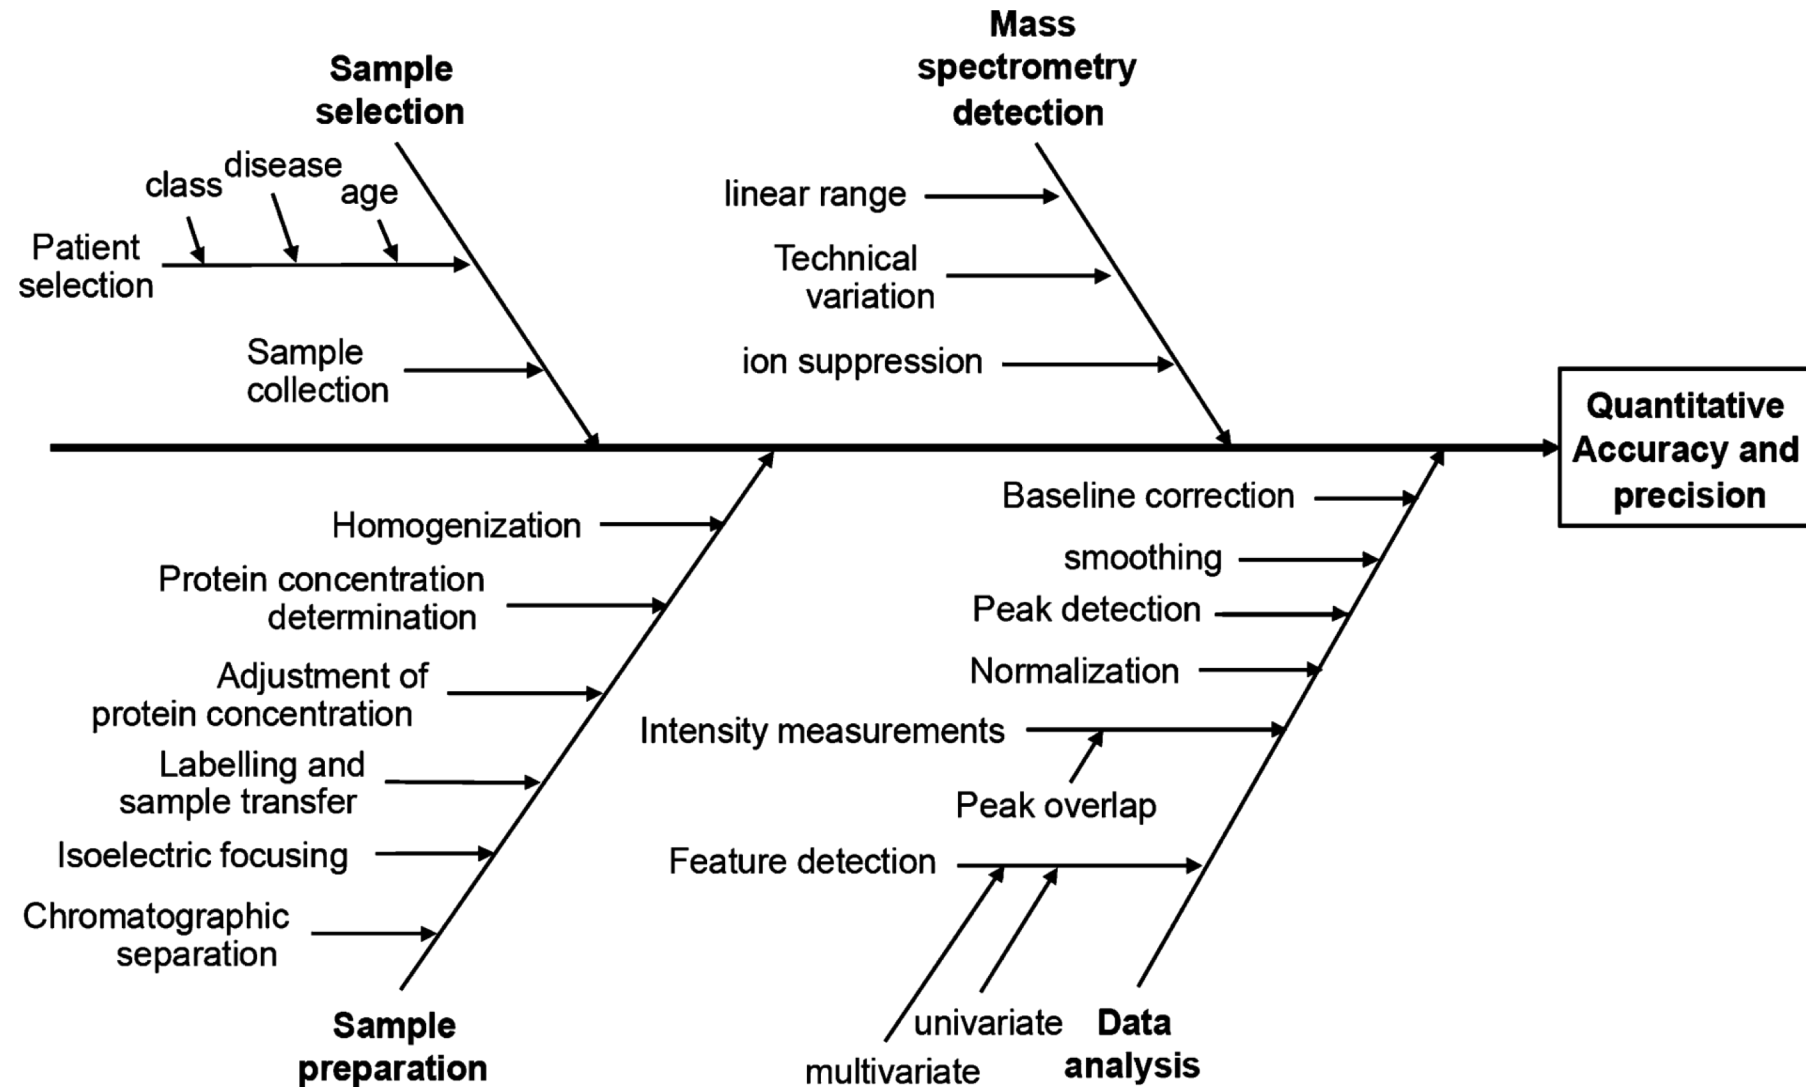 Mass
spectrometry
detection
Sample
selection
class
disease
age
Patient
selection
Sample
collection
linear range
Technical
variation
ion suppression
Quantitative
Accuracy and
precision
Homogenization
Protein concentration
determination
Adjustment of
protein concentration
Labelling and
sample transfer
Isoelectric focusing
Chromatographic
separation
Sample
preparation
Baseline correction
smoothing
Peak detection
Normalization
Intensity measurements
Peak overlap
Feature detection
univariate
multivariate
Data
analysis